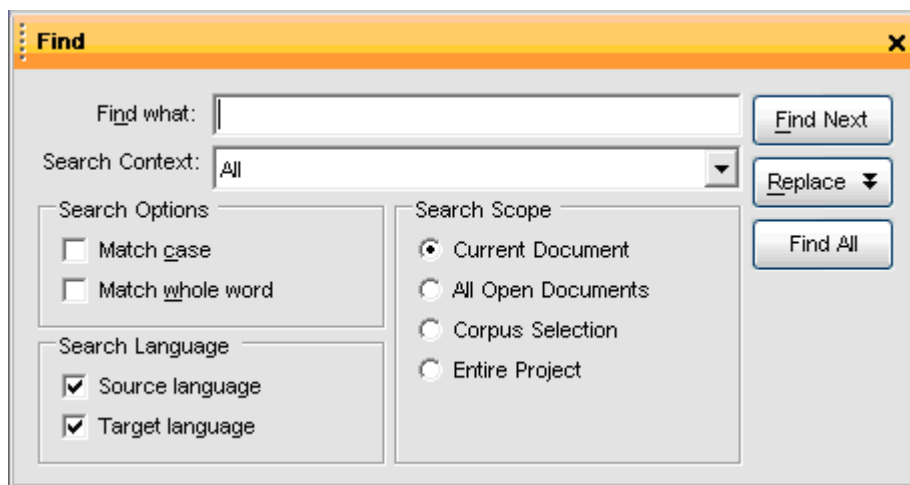 Find
Find what:
Find Next
Search Context: All
Replace
Search Options
Match case
Match whole word
Search Scope
Current Document
All Open Documents
Corpus Selection
Entire Project
Find All
Search Language
Source language
Target language